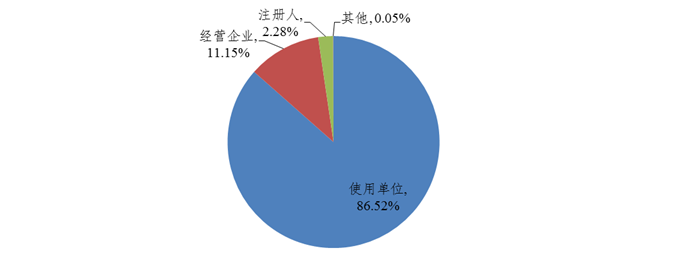 注册人,
2.28%
其他,0.05%
经营企业,
11.15%
使用单位,
86.52%